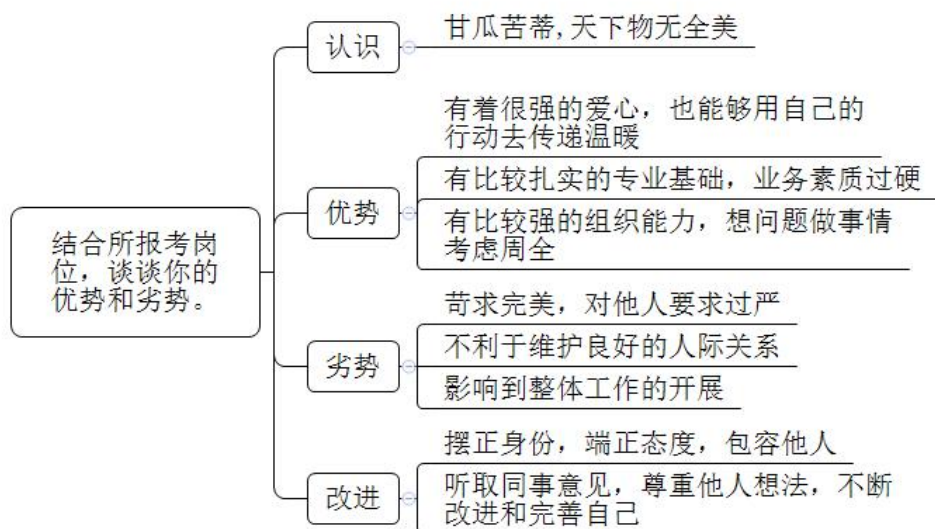 结合所报考岗
位，谈谈你的
优势和劣势。
认识
甘瓜苦蒂,天下物无全美
优势
有着很强的爱心，也能够用自己的
行动去传递温暖
有比较扎实的专业基础，业务素质过硬
有比较强的组织能力，想问题做事情
考虑周全
劣势
苛求完美，对他人要求过严
不利于维护良好的人际关系
影响到整体工作的开展
改进
摆正身份，端正态度，包容他人
听取同事意见，尊重他人想法，不断
改进和完善自己